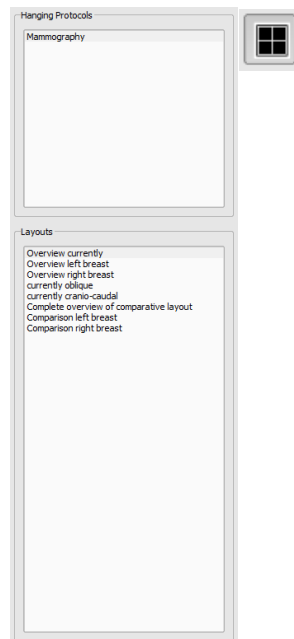 Hanging Protocols
Mammography
Layouts
Overview currently
Overview left breast
Overview right breast
currently oblique
currently cranio-caudal
Complete overview of comparative layout
Comparison left breast
Comparison right breast